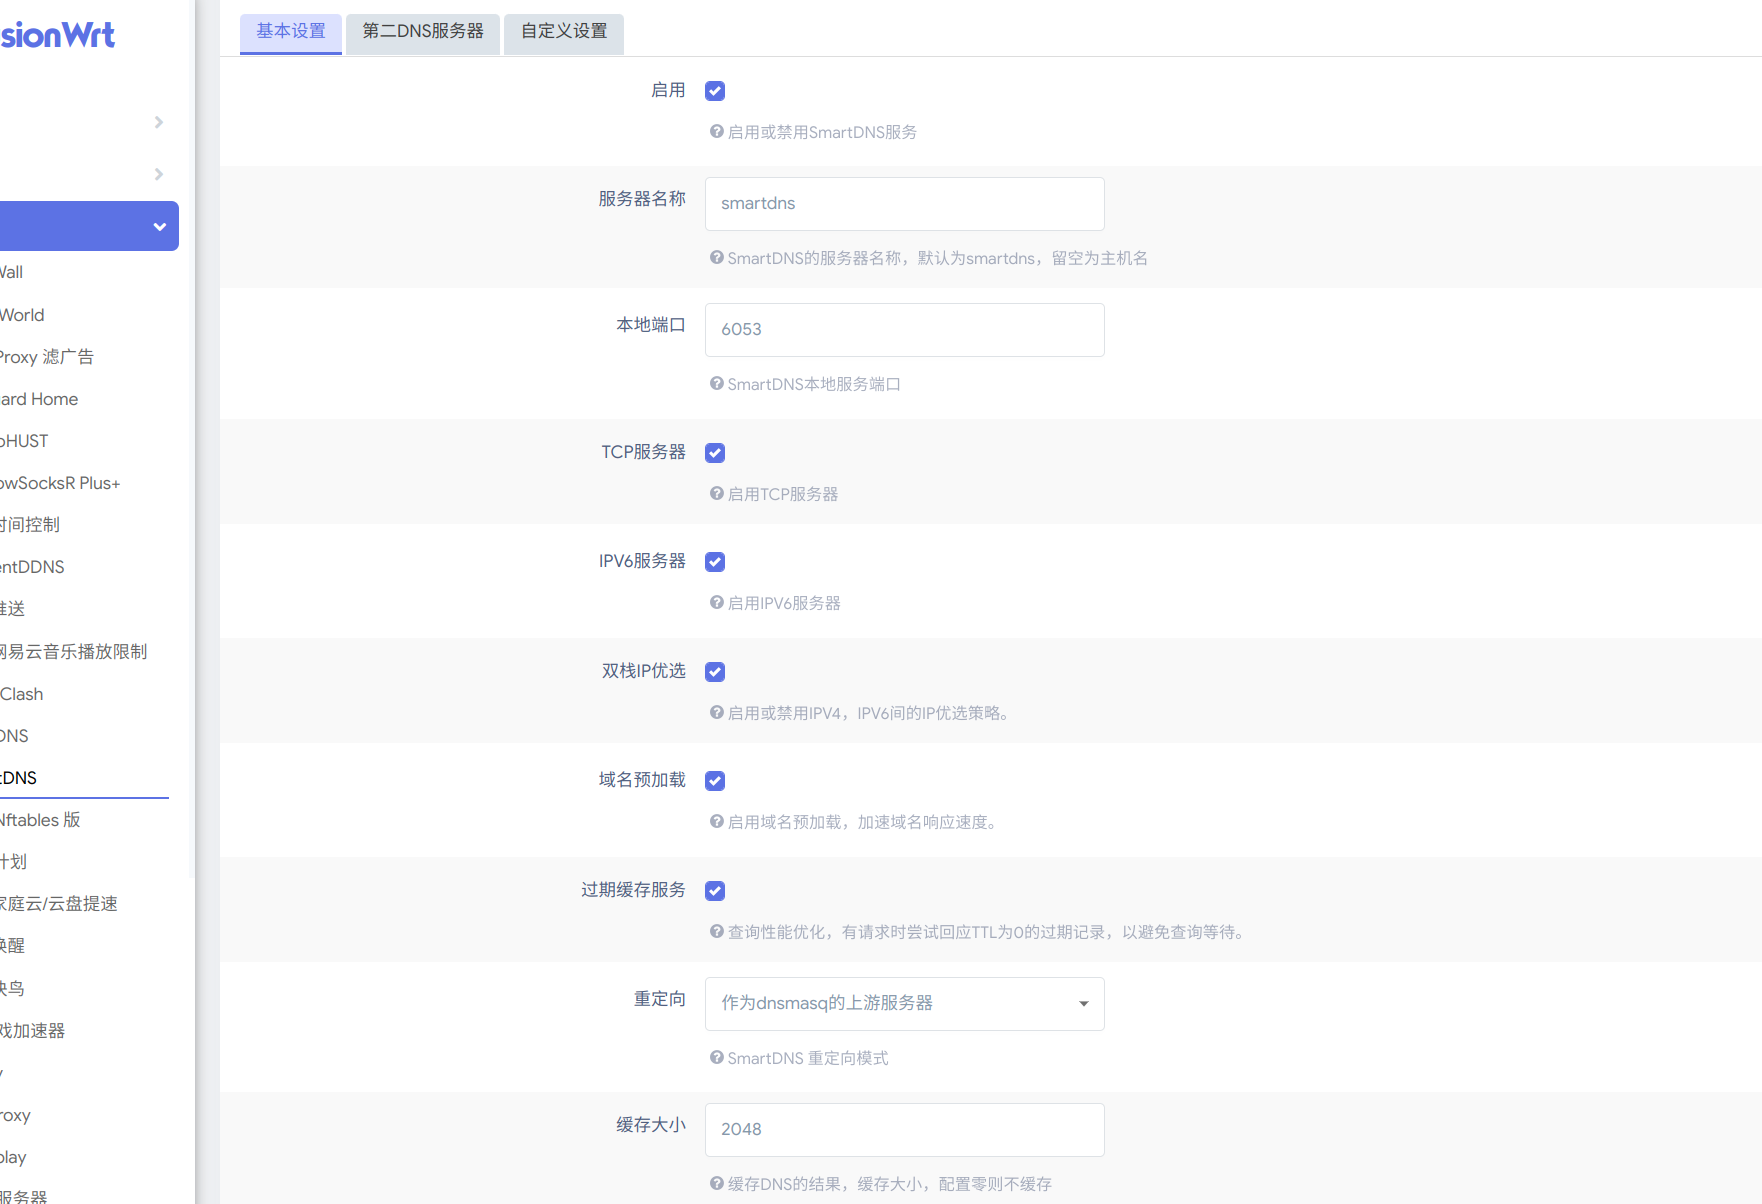 sionWrt
Wall
World
Proxy 滤广告
ard Home
oHUST
owSocksR Plus+
时间控制
entDDNS
推送
网易云音乐播放限制
Clash
DNS
tDNS
Nftables 版
计划
家庭云/云盘提速
唤醒
快鸟
戏加速器
y
roxy
play
服务器
基本设置
第二DNS服务器
自定义设置
启用
启用或禁用SmartDNS服务
服务器名称
smartdns
SmartDNS的服务器名称，默认为smartdns，留空为主机名
本地端口
6053
SmartDNS本地服务端口
TCP服务器
启用TCP服务器
IPV6服务器
启用IPV6服务器
双栈IP优选
启用或禁用IPV4，IPV6间的IP优选策略。
域名预加载
启用域名预加载，加速域名响应速度。
过期缓存服务
查询性能优化，有请求时尝试回应TTL为0的过期记录，以避免查询等待。
重定向
作为dnsmasq的上游服务器
SmartDNS 重定向模式
缓存大小
2048
缓存DNS的结果，缓存大小，配置零则不缓存